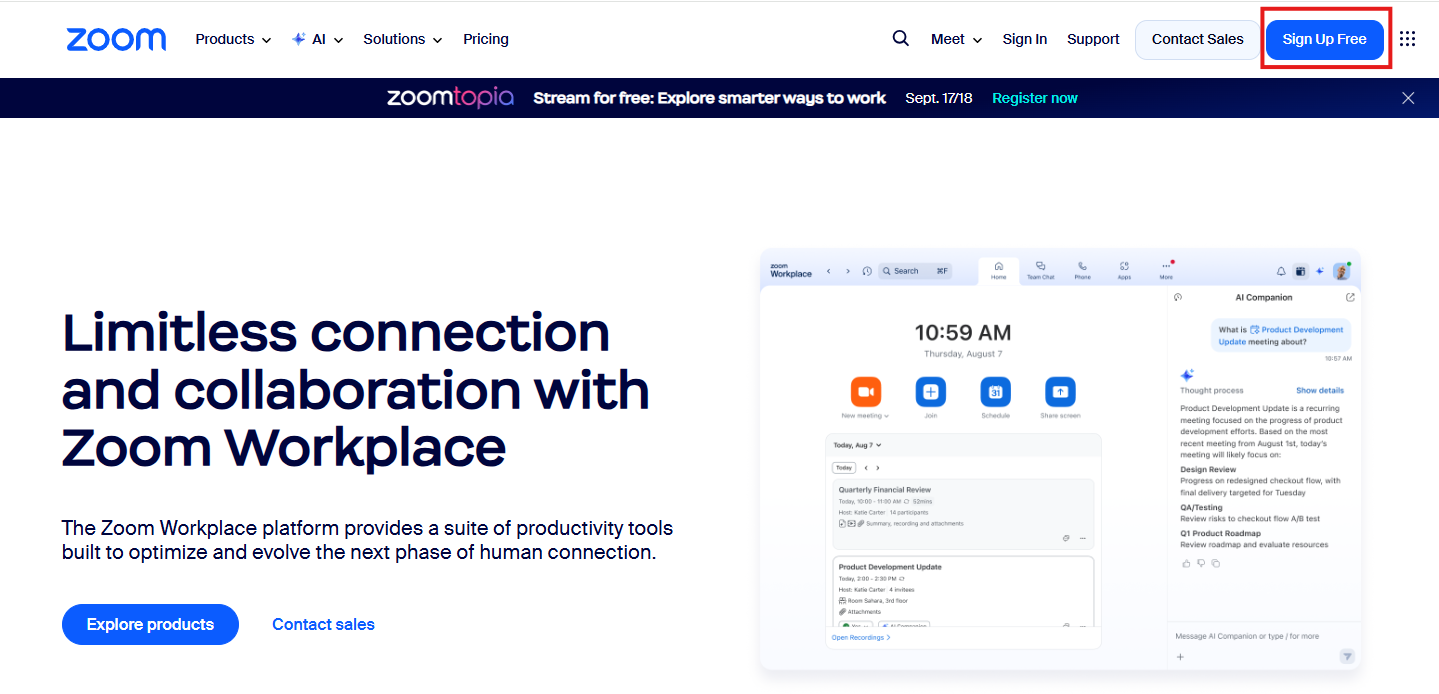 zoom
Products
AI
Solutions
Pricing
Meet
Sign In
Support
Contact Sales
Sign Up Free
zoomtopia Stream for free: Explore smarter ways to work Sept. 17/18 Register now
Limitless connection
and collaboration with
Zoom Workplace
The Zoom Workplace platform provides a suite of productivity tools
built to optimize and evolve the next phase of human connection.
Explore products
Contact sales
zoom
Workplace
Search
⌘F
Home
Team Chat
Phone
Apps
More
10:59 AM
Thursday, August 7
New meeting
Join
31
Schedule
Share screen
Today, Aug 7
Today
Quarterly Financial Review
Today, 10:00 - 11:00 AM 52mins
Host: Katie Carter 14 participants
Summary, recording and attachments
Product Development Update
Today, 2:00 - 2:30 PM
Host: Katie Carter 4 invitees
Room Sahara, 3rd floor
Attachments
Yes
AI Companion
Open Recordings
AI Companion
What is Product Development
Update meeting about?
10:57 AM
Thought process
Show details
Product Development Update is a recurring
meeting focused on the progress of product
development efforts. Based on the most
recent meeting from August 1st, today's
meeting will likely focus on:
Design Review
Progress on redesigned checkout flow, with
final delivery targeted for Tuesday
QA/Testing
Review risks to checkout flow A/B test
Q1 Product Roadmap
Review roadmap and evaluate resources
Message AI Companion or type / for more